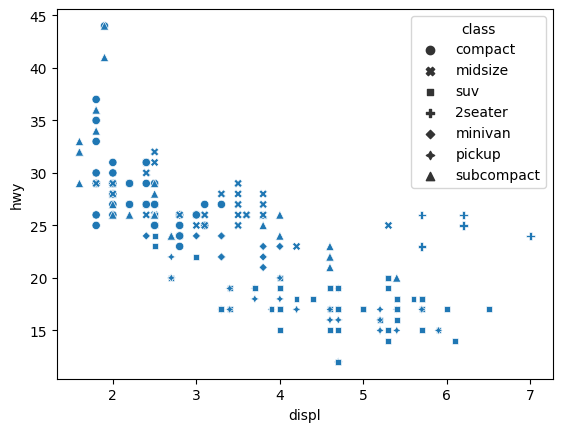 45
40
35
30
25
20
15
hwy
2
3
4
5
6
7
displ
class
compact
midsize
suv
2seater
minivan
pickup
subcompact